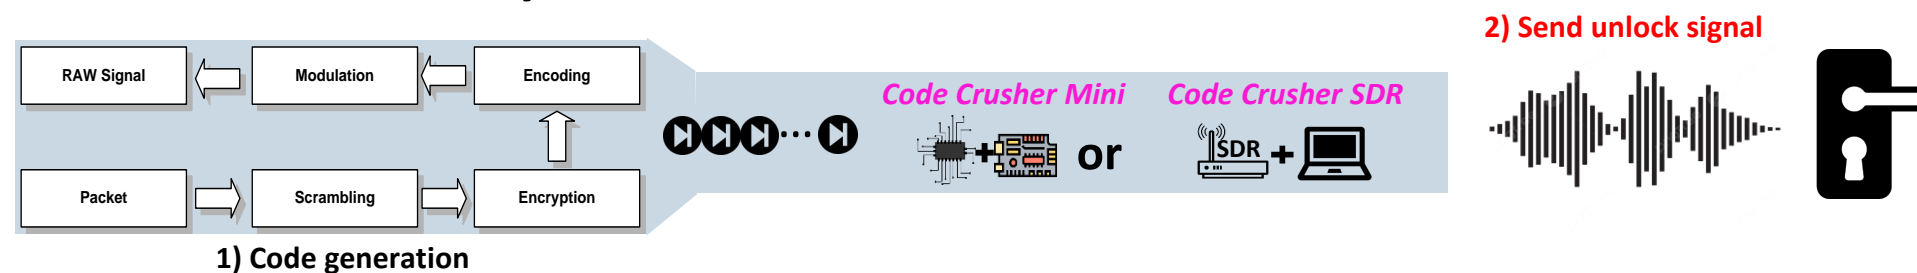 2) Send unlock signal
RAW Signal
Modulation
Encoding
Code Crusher Mini
Code Crusher SDR
+
or
SDR
+
Packet
Scrambling
Encryption
1) Code generation